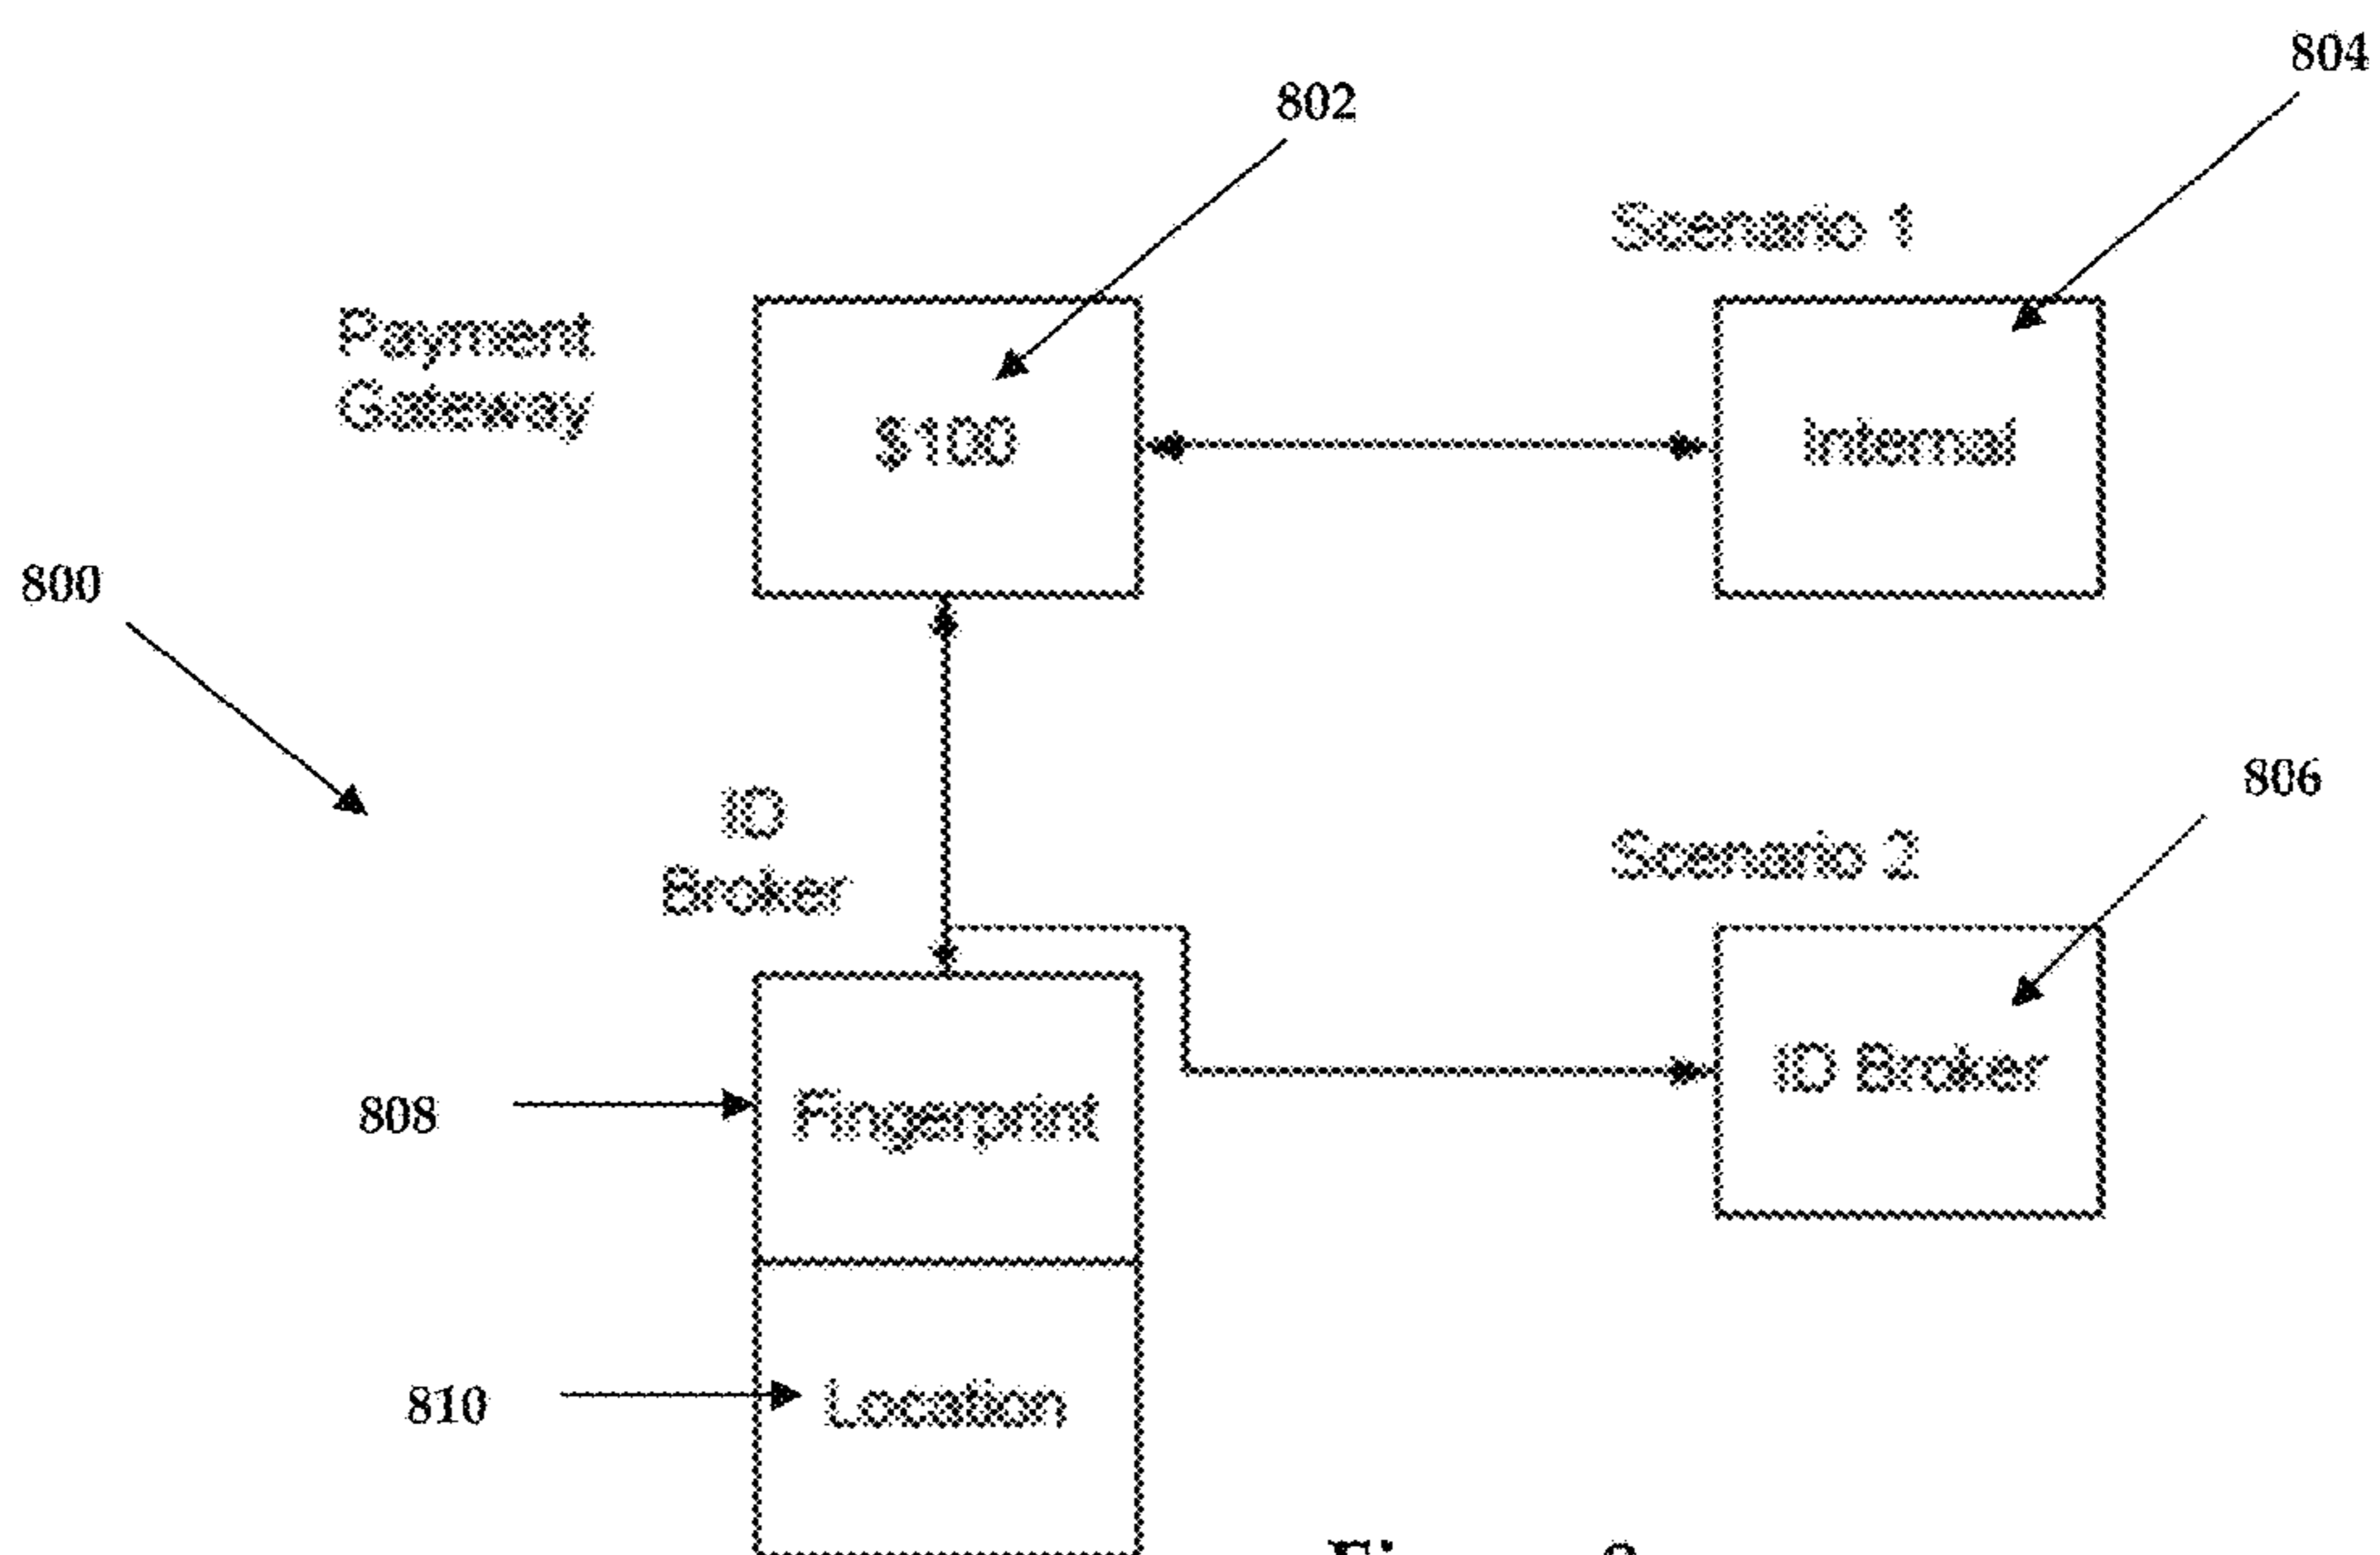 804
802
Scenario 1
Payment
Gateway
$100
Internal
800
806
ID
Broker
Scenario 2
ID Broker
808
Fingerprint
810
Location